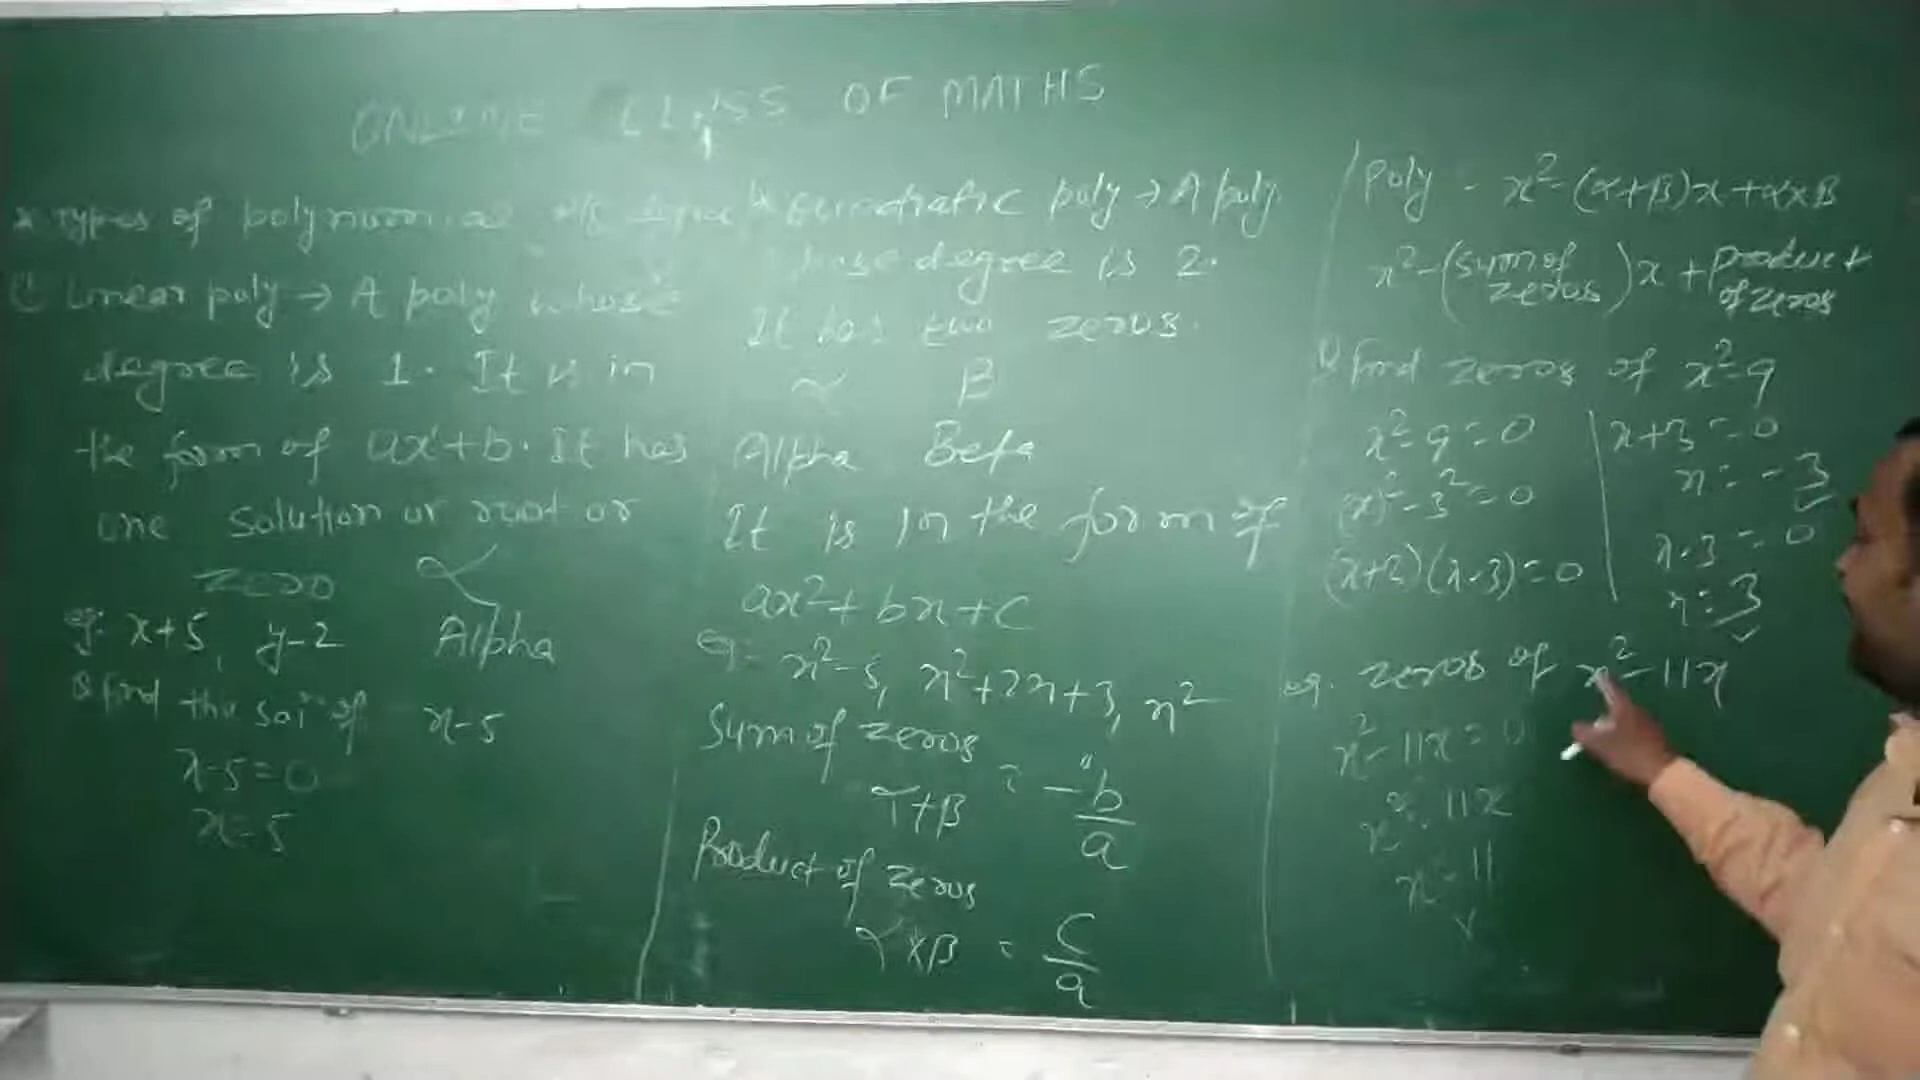 ONLINE CLASS OF MATHS
* Types of polynomial degree
Linear poly → A poly whose
degree is 1. It is in
the form of ax+b. It has
one solution or root or
zero α
eg. x+5, y-2 Alpha
Q find the sol of x-5
x-5=0
x=5
Quadratic poly → A poly
whose degree is 2.
It has two zeros.
α β
Alpha Beta
It is in the form of
ax²+bx+c
eg: x²-5, x²+2x+3, x²
Sum of zeros
α+β = -b/a
Product of zeros
α×β = c/a
Poly = x²-(α+β)x+α×β
x²-(sum of zeros)x + product of zeros
Q find zeros of x²-9
x²-9=0
(x)²-3²=0
(x+3)(x-3)=0
x+3=0
x=-3
x-3=0
x=3
eg. zeros of x²-11x
x²-11x=0
x²=11x
x=11
x